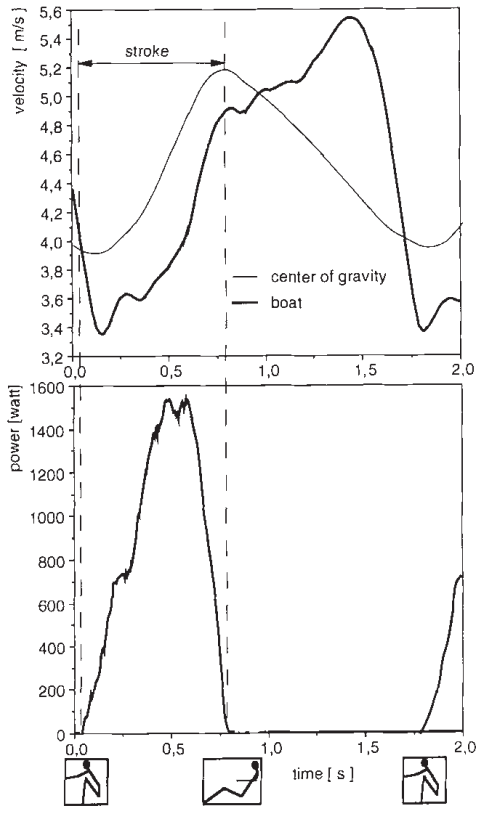 velocity [ m/s ]
5,6
5,4
5,2
5,0
4,8
4,6
4,4
4,2
4,0
3,8
3,6
3,4
3,2
stroke
center of gravity
boat
0,0 0,5 1,0 1,5 2,0
power [watt]
1600
1400
1200
1000
800
600
400
200
0
0,0 0,5 1,0 1,5 2,0
time [ s ]